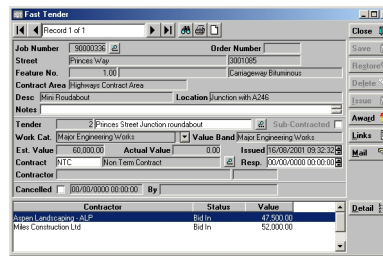 Fast Tender
Record 1 of 1
Close
Job Number 90000336 Order Number
Save
Street Princes Way 3001085
Restore
Feature No. 1.00 Carriageway Bituminous
Delete
Contract Area Highways Contract Area
Desc Mini Roudabout Location Junction with A246
Issue
Notes
Award
Tender 2 Princes Street Junction roundabout Sub-Contracted
Work Cat. Major Engineering Works Value Band Major Engineering Works
Links
Est. Value 60,000.00 Actual Value 0.00 Issued 16/08/2001 09:32:32
Mail
Contract NTC Non Term Contract Resp. 00/00/0000 00:00:00
Contractor
Cancelled 00/00/0000 00:00:00 By
Contractor Status Value
Detail
Aspen Landscaping - ALP Bid In 47,500.00
Miles Construction Ltd Bid In 52,000.00